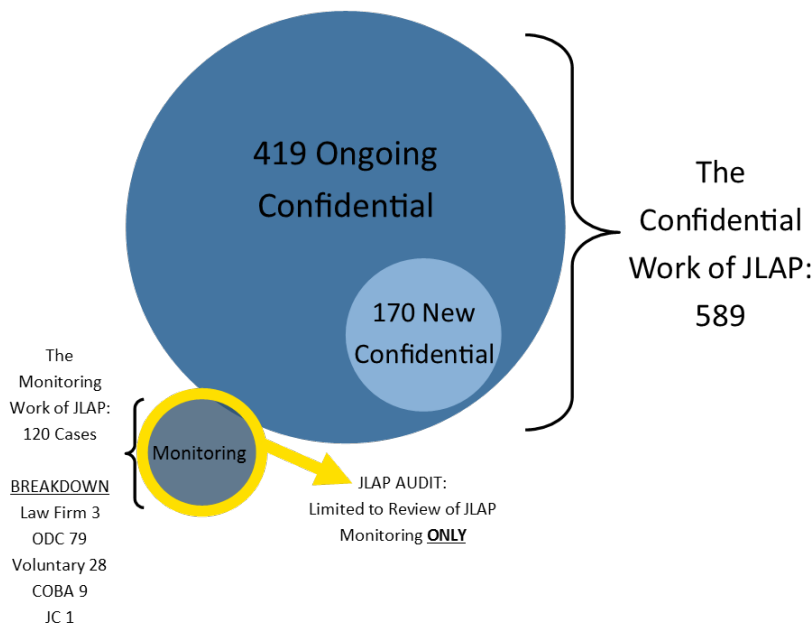 419 Ongoing
Confidential
170 New
Confidential
The
Confidential
Work of JLAP:
589
The
Monitoring
Work of JLAP:
120 Cases
BREAKDOWN
Law Firm 3
ODC 79
Voluntary 28
COBA 9
JC 1
Monitoring
JLAP AUDIT:
Limited to Review of JLAP
Monitoring ONLY